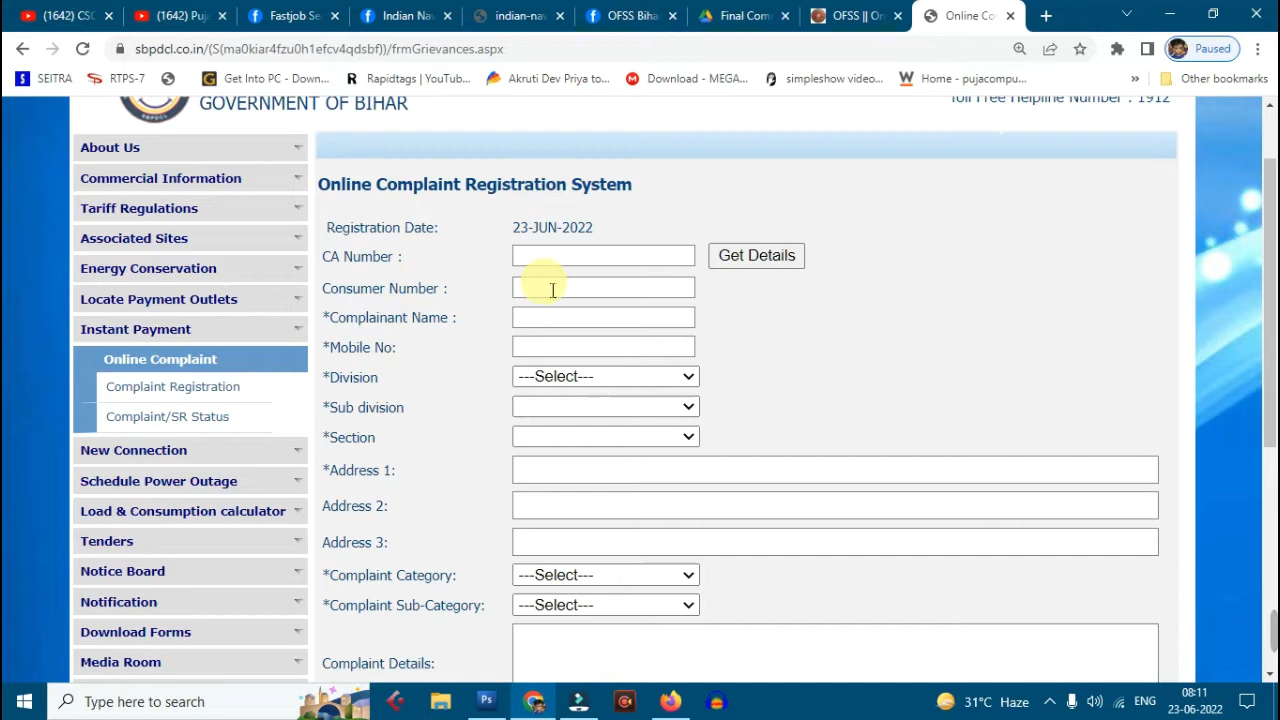 (1642) CSC
(1642) Puja
Fastjob Se
Indian Nav
indian-nav
OFSS Biha
Final Com
OFSS || On
Online Co
sbpdcl.co.in/(S(ma0kiar4fzu0h1efcv4qdsbf))/frmGrievances.aspx
Paused
SEITRA
RTPS-7
Get Into PC - Down...
Rapidtags | YouTub...
Akruti Dev Priya to...
Download - MEGA...
simpleshow video...
Home - pujacompu...
»
Other bookmarks
GOVERNMENT OF BIHAR
Toll Free Helpline Number : 1912
About Us
Commercial Information
Tariff Regulations
Associated Sites
Energy Conservation
Locate Payment Outlets
Instant Payment
Online Complaint
Complaint Registration
Complaint/SR Status
New Connection
Schedule Power Outage
Load & Consumption calculator
Tenders
Notice Board
Notification
Download Forms
Media Room
Online Complaint Registration System
Registration Date: 23-JUN-2022
CA Number : Get Details
Consumer Number :
*Complainant Name :
*Mobile No:
*Division ---Select---
*Sub division
*Section
*Address 1:
Address 2:
Address 3:
*Complaint Category: ---Select---
*Complaint Sub-Category: ---Select---
Complaint Details:
Type here to search
31°C Haze
ENG
08:11
23-06-2022